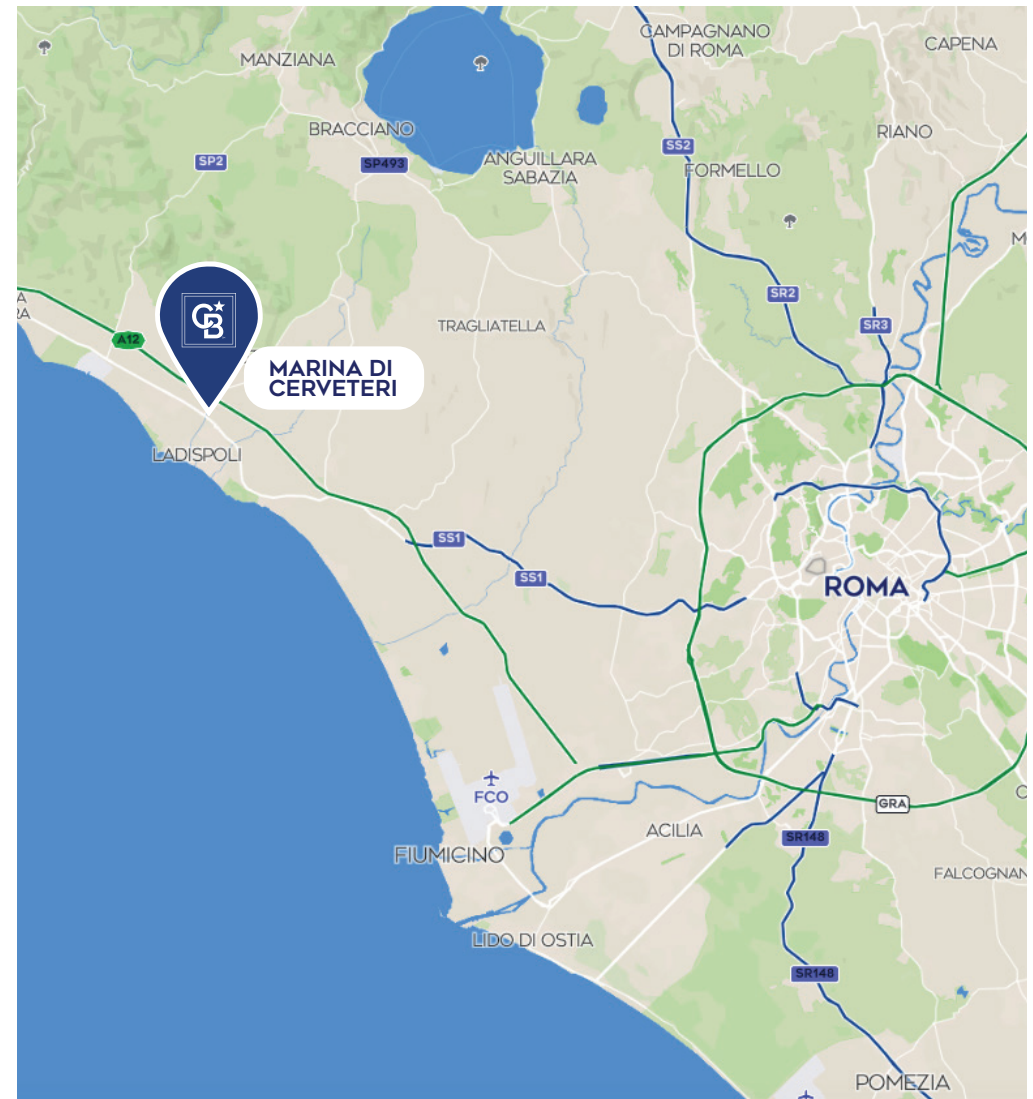 CAMPAGNANO
DI ROMA
CAPENA
MANZIANA
BRACCIANO
RIANO
SS2
SP2
SP493
ANGUILLARA
SABAZIA
FORMELLO
SR2
A12
CB
TRAGLIATELLA
SR3
MARINA DI
CERVETERI
LADISPOLI
SS1
SS1
ROMA
FCO
GRA
ACILIA
SR148
FIUMICINO
FALCOGNAN
LIDO DI OSTIA
SR148
POMEZIA